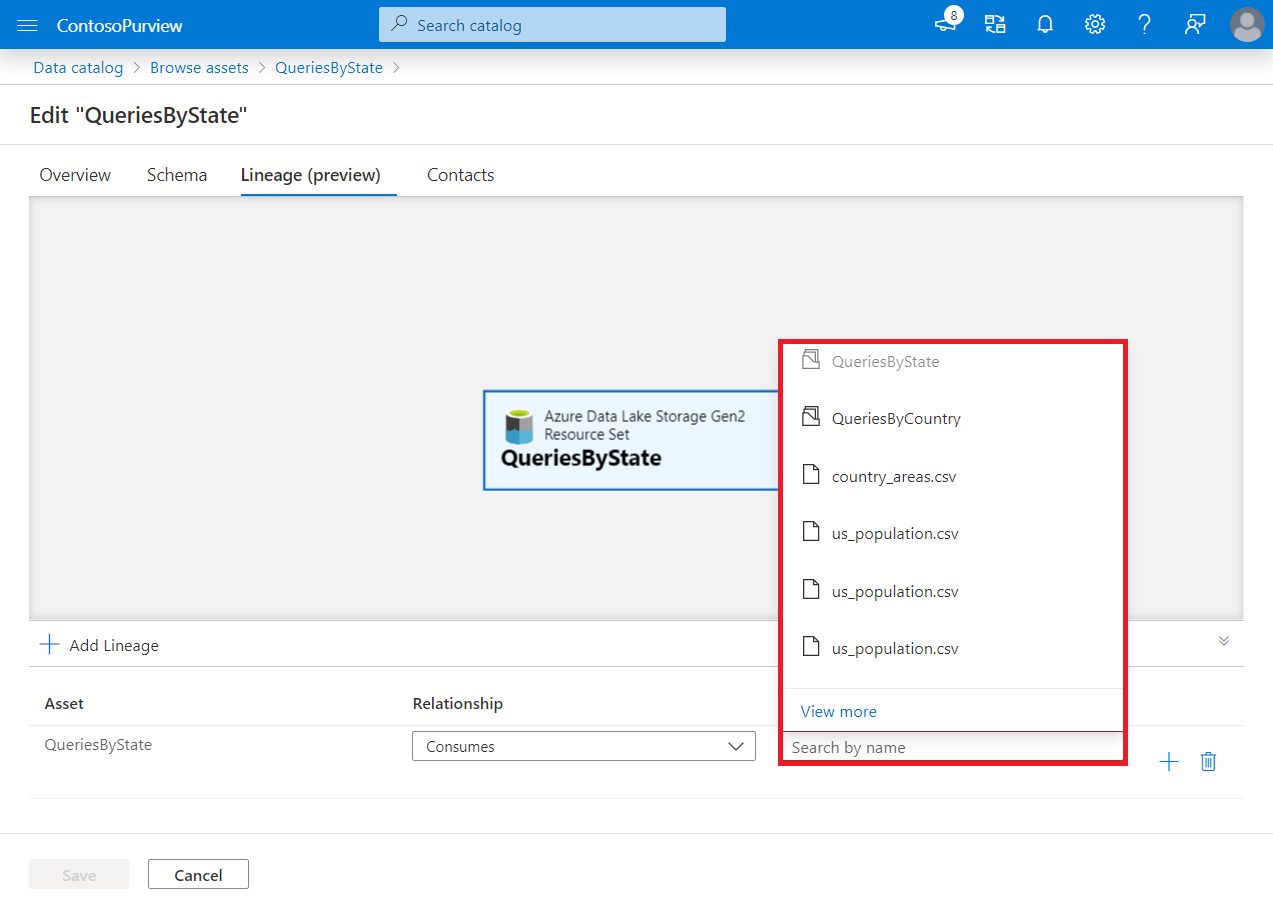 ContosoPurview
Search catalog
8
Data catalog > Browse assets > QueriesByState >
Edit "QueriesByState"
Overview Schema Lineage (preview) Contacts
Azure Data Lake Storage Gen2
Resource Set
QueriesByState
QueriesByState
QueriesByCountry
country_areas.csv
us_population.csv
us_population.csv
us_population.csv
View more
Add Lineage
Asset Relationship
QueriesByState Consumes Search by name
Save Cancel